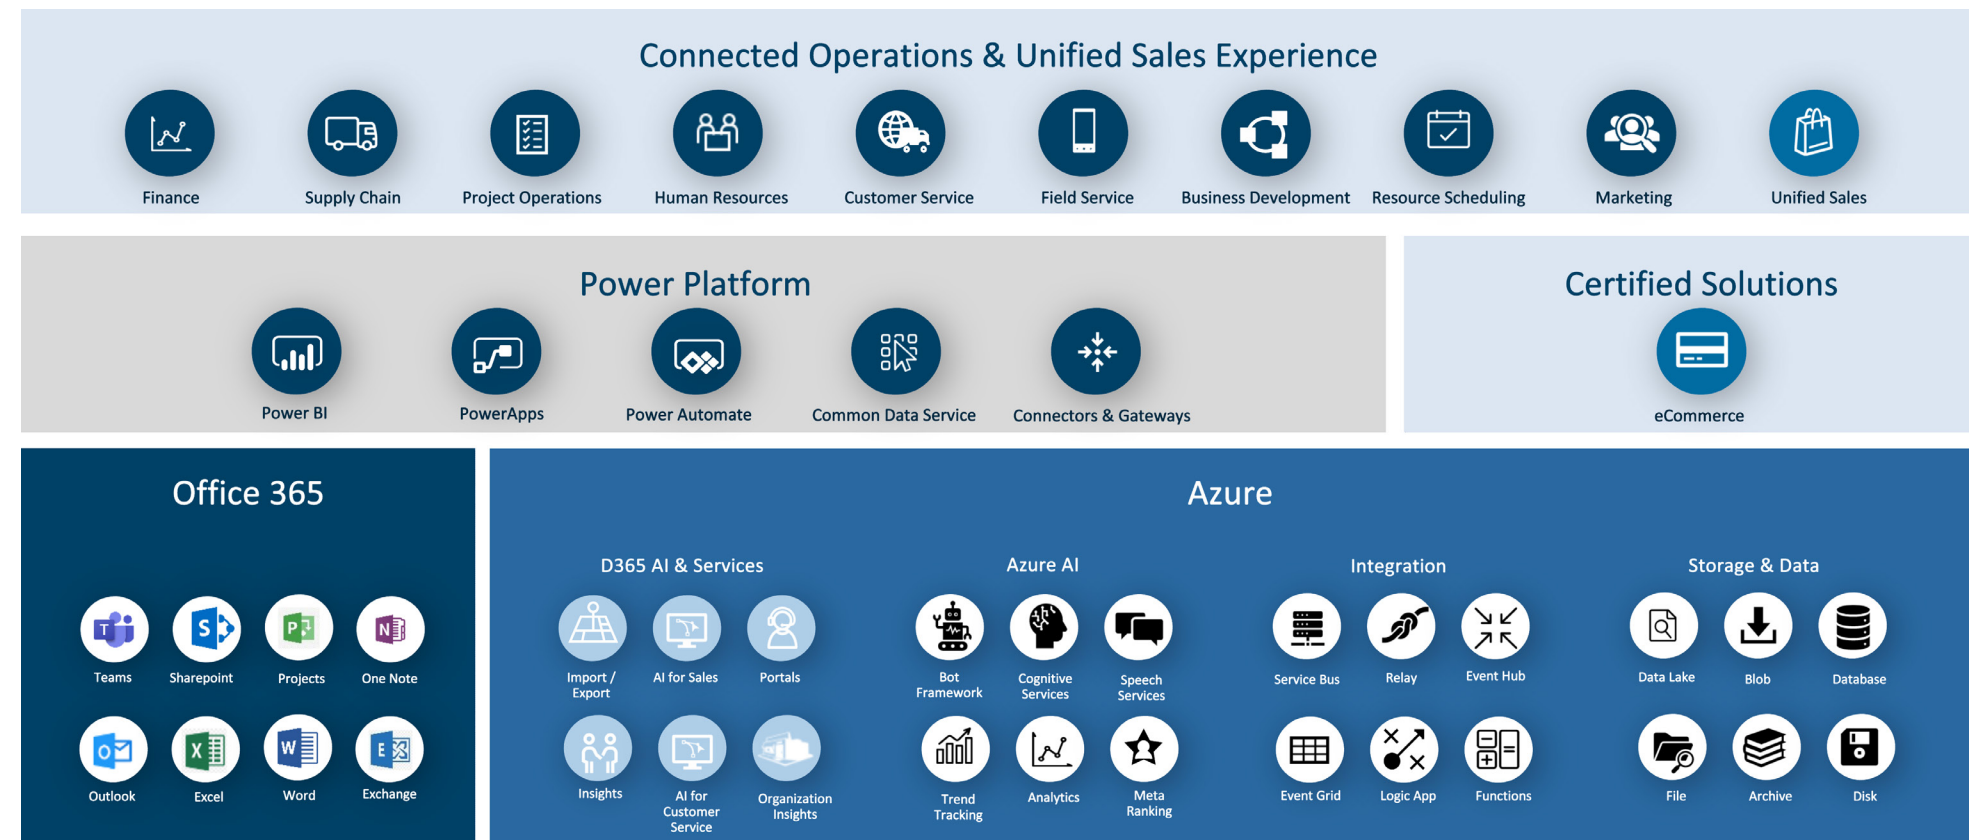 Connected Operations & Unified Sales Experience
Finance
Supply Chain
Project Operations
Human Resources
Customer Service
Field Service
Business Development
Resource Scheduling
Marketing
Unified Sales
Power Platform
Power BI
PowerApps
Power Automate
Common Data Service
Connectors & Gateways
Certified Solutions
eCommerce
Office 365
T
Teams
S
Sharepoint
P
Projects
N
One Note
O
Outlook
X
Excel
W
Word
E
Exchange
Azure
D365 AI & Services
Import /
Export
AI for Sales
Portals
Insights
AI for
Customer
Service
Organization
Insights
Azure AI
Bot
Framework
Cognitive
Services
Speech
Services
Trend
Tracking
Analytics
Meta
Ranking
Integration
Service Bus
Relay
Event Hub
Event Grid
Logic App
Functions
Storage & Data
Data Lake
Blob
Database
File
Archive
Disk